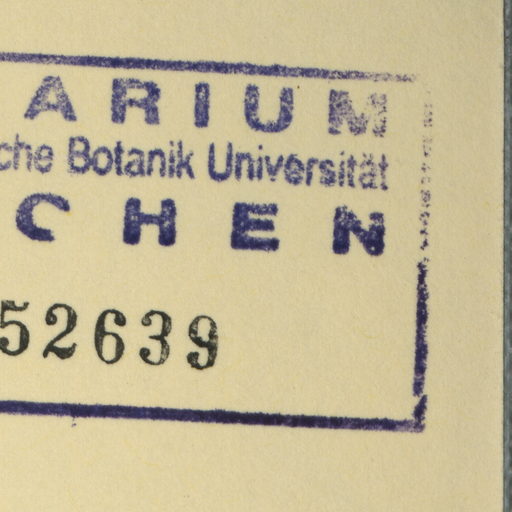 ARIUM
che Botanik Universität
CHEN
52639